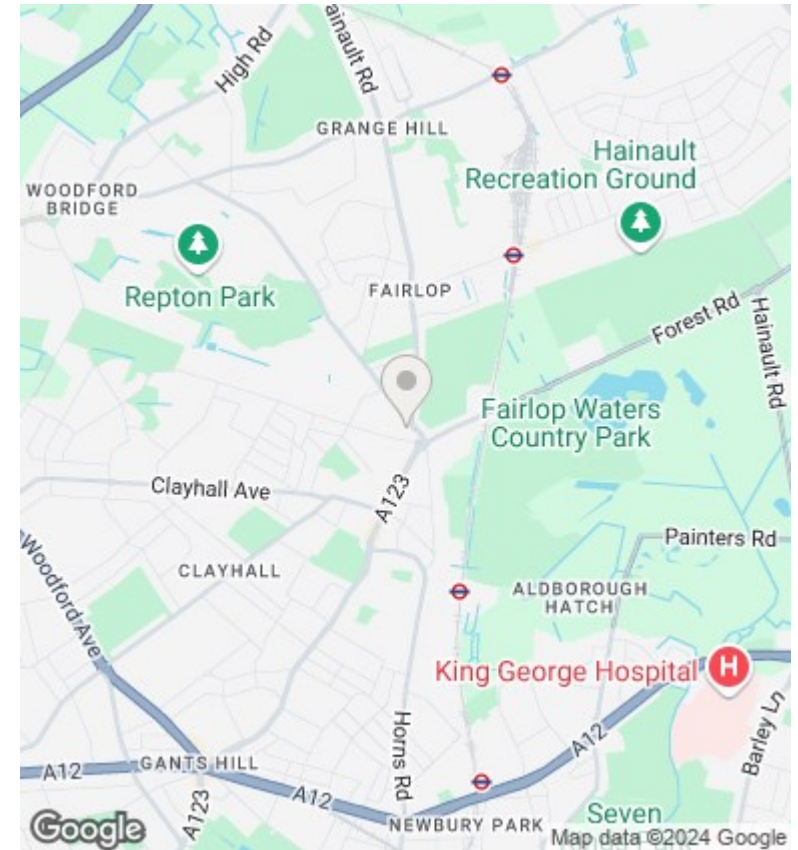 High Rd
ainault Rd
GRANGE HILL
Hainault
Recreation Ground
WOODFORD
BRIDGE
Repton Park
FAIRLOP
Forest Rd
Hainault Rd
Fairlop Waters
Country Park
Clayhall Ave
A123
Painters Rd
Woodford Ave
CLAYHALL
ALDBOROUGH
HATCH
King George Hospital
H
Barley Ln
Horns Rd
A12
GANTS HILL
A12
A123
A12
NEWBURY PARK
Seven
Google
Map data ©2024 Google